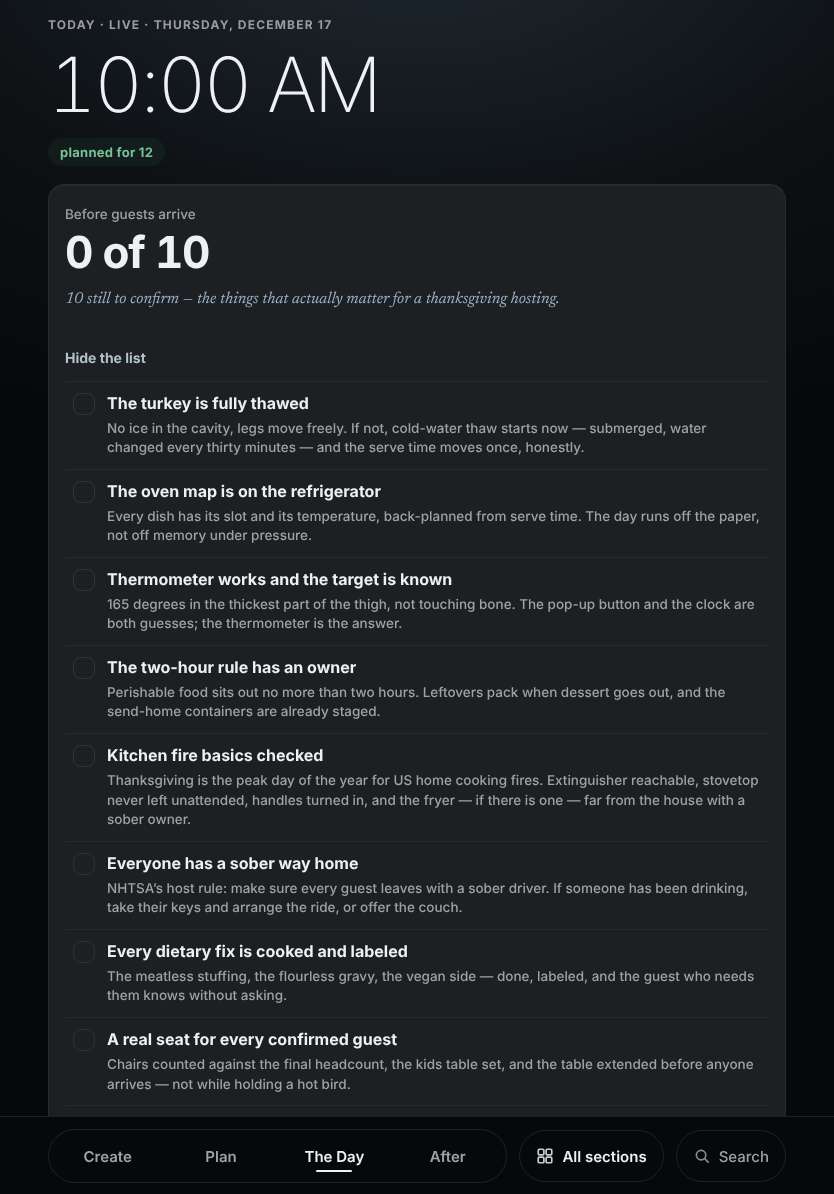 TODAY · LIVE · THURSDAY, DECEMBER 17
10:00 AM
planned for 12
Before guests arrive
0 of 10
10 still to confirm – the things that actually matter for a thanksgiving hosting.
Hide the list
The turkey is fully thawed
No ice in the cavity, legs move freely. If not, cold-water thaw starts now — submerged, water
changed every thirty minutes — and the serve time moves once, honestly.
The oven map is on the refrigerator
Every dish has its slot and its temperature, back-planned from serve time. The day runs off the paper,
not off memory under pressure.
Thermometer works and the target is known
165 degrees in the thickest part of the thigh, not touching bone. The pop-up button and the clock are
both guesses; the thermometer is the answer.
The two-hour rule has an owner
Perishable food sits out no more than two hours. Leftovers pack when dessert goes out, and the
send-home containers are already staged.
Kitchen fire basics checked
Thanksgiving is the peak day of the year for US home cooking fires. Extinguisher reachable, stovetop
never left unattended, handles turned in, and the fryer — if there is one — far from the house with a
sober owner.
Everyone has a sober way home
NHTSA's host rule: make sure every guest leaves with a sober driver. If someone has been drinking,
take their keys and arrange the ride, or offer the couch.
Every dietary fix is cooked and labeled
The meatless stuffing, the flourless gravy, the vegan side — done, labeled, and the guest who needs
them knows without asking.
A real seat for every confirmed guest
Chairs counted against the final headcount, the kids table set, and the table extended before anyone
arrives — not while holding a hot bird.
Create
Plan
The Day
After
All sections
Search